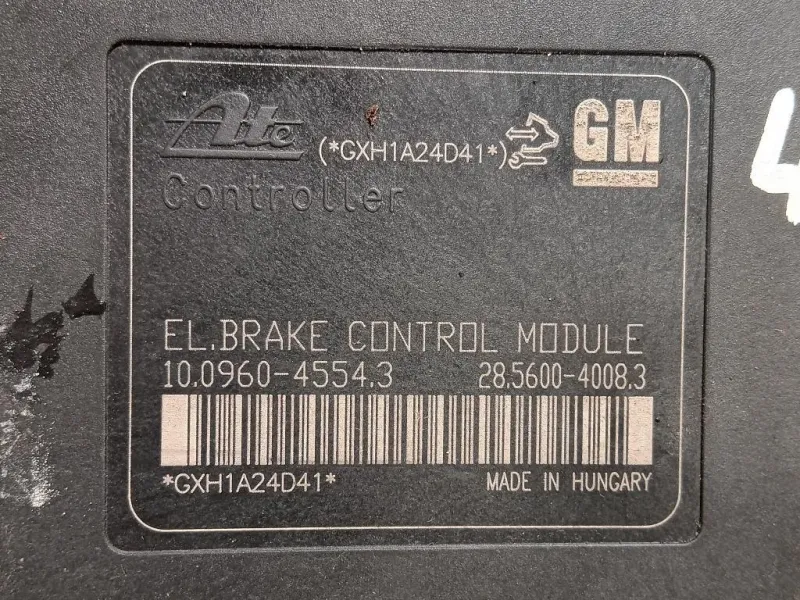 Ate
(*GXH1A24D41*)
GM
Controller
EL.BRAKE CONTROL MODULE
10.0960-4554.3 28.5600-4008.3
*GXH1A24D41* MADE IN HUNGARY
4